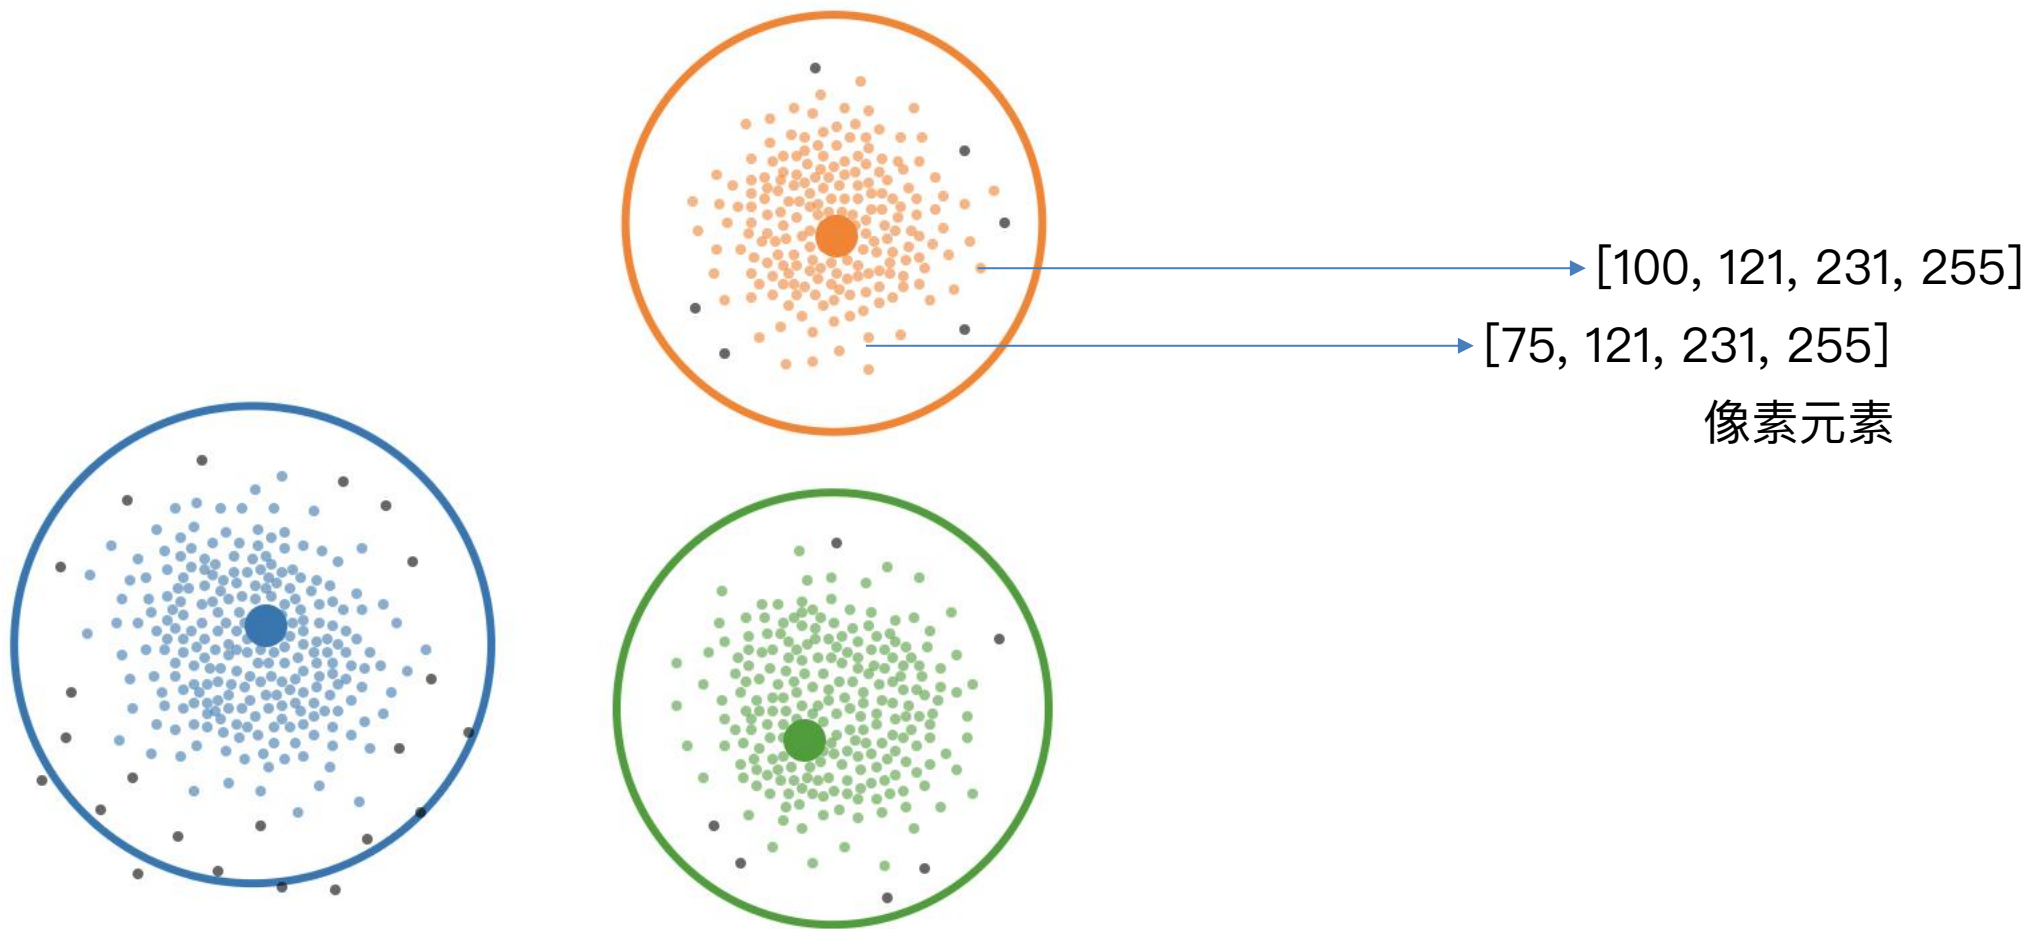 [100, 121, 231, 255]
[75, 121, 231, 255]
像素元素